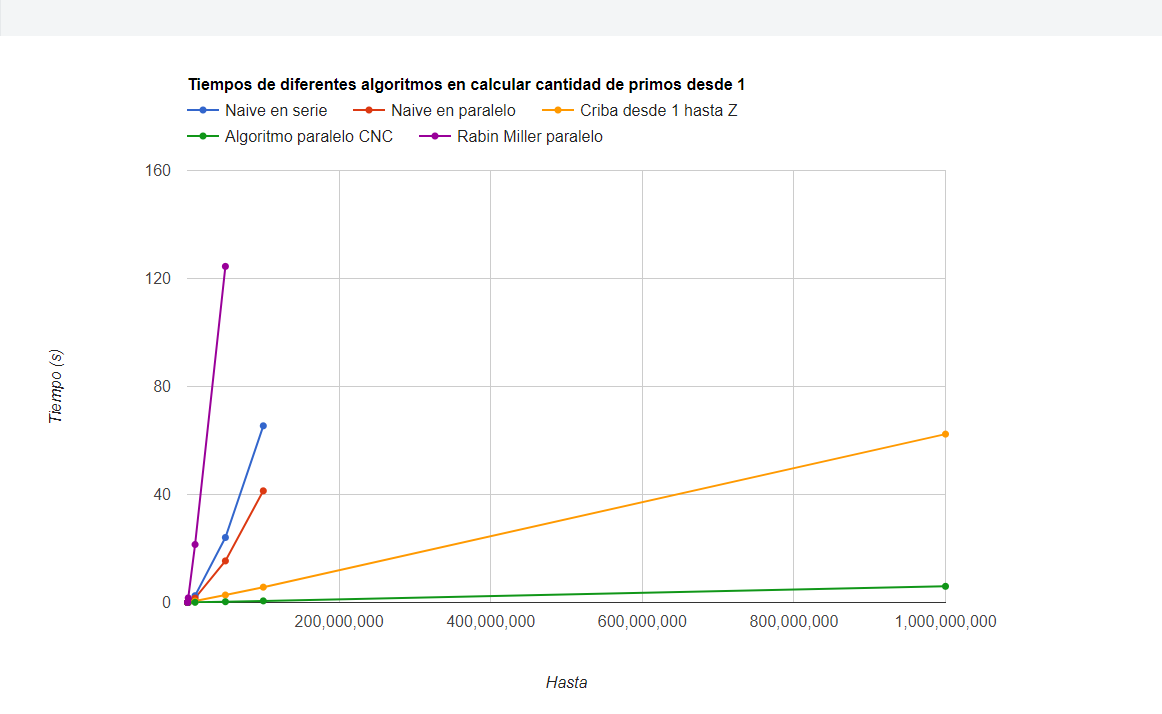 Tiempos de diferentes algoritmos en calcular cantidad de primos desde 1
Naive en serie Naive en paralelo Criba desde 1 hasta Z
Algoritmo paralelo CNC Rabin Miller paralelo
160
120
80
40
0
Tiempo (s)
200,000,000 400,000,000 600,000,000 800,000,000 1,000,000,000
Hasta